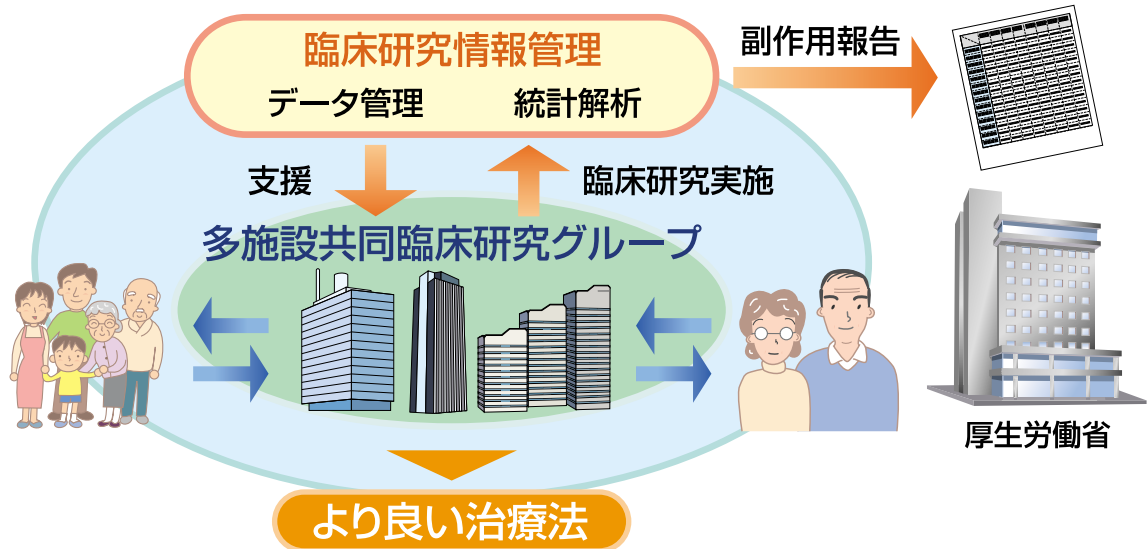 臨床研究情報管理
データ管理 統計解析
副作用報告
支援
臨床研究実施
多施設共同臨床研究グループ
厚生労働省
より良い治療法